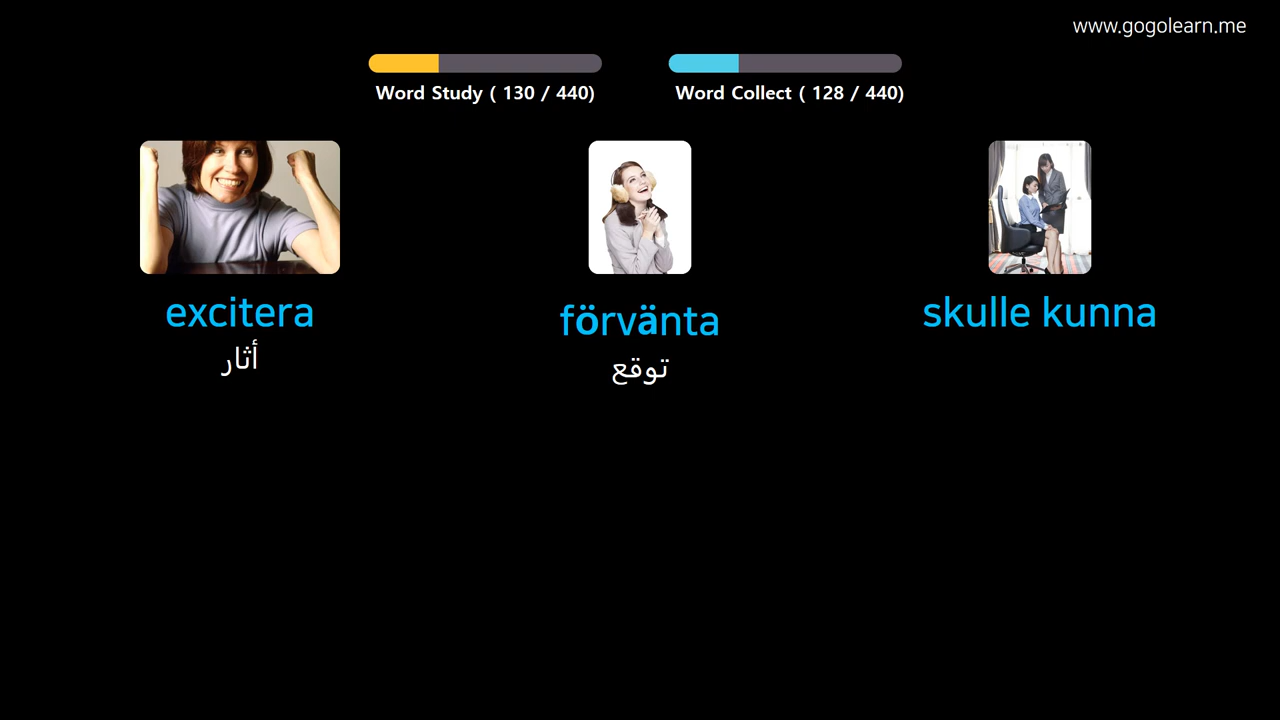 www.gogolearn.me
Word Study ( 130 / 440)
Word Collect ( 128 / 440)
excitera
أثار
förvänta
توقع
skulle kunna